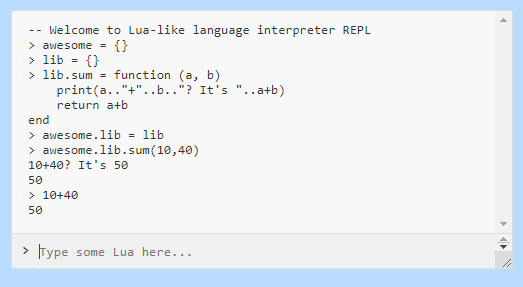 -- Welcome to Lua-like language interpreter REPL
> awesome = {}
> lib = {}
> lib.sum = function (a, b)
    print(a.."+"..b.."? It's "..a+b)
    return a+b
end
> awesome.lib = lib
> awesome.lib.sum(10,40)
10+40? It's 50
50
> 10+40
50
> Type some Lua here...